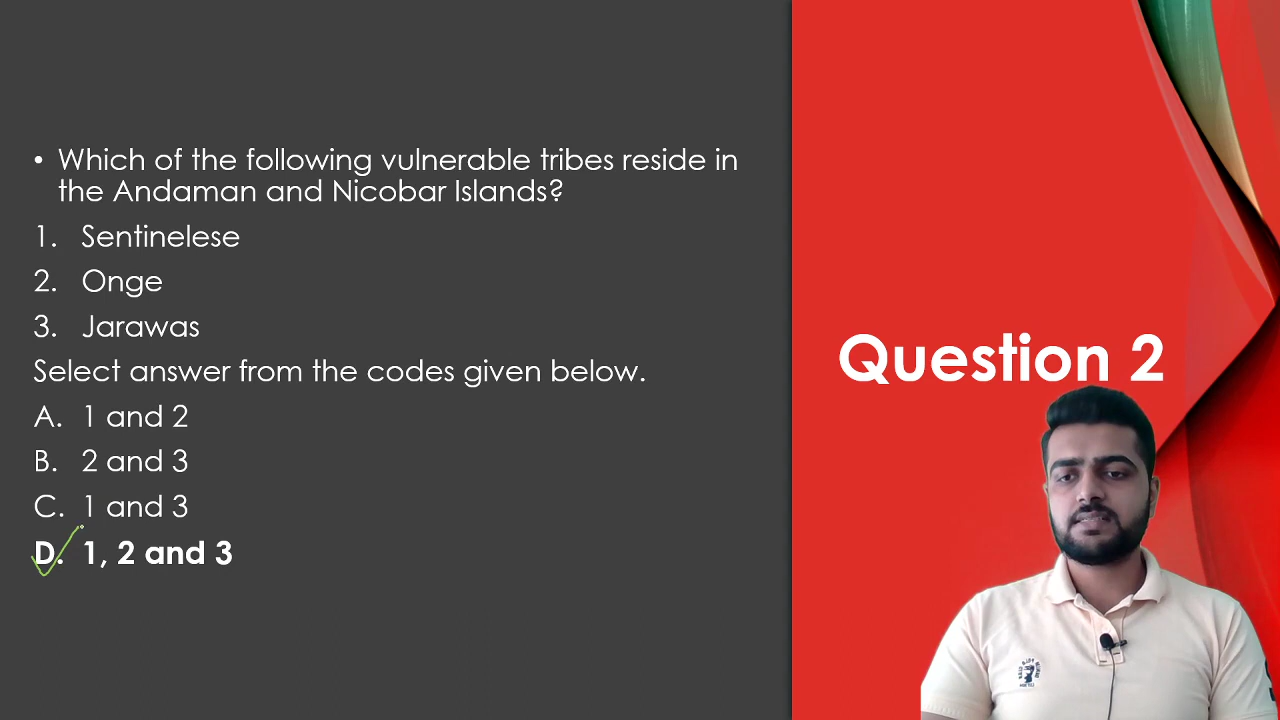 • Which of the following vulnerable tribes reside in
the Andaman and Nicobar Islands?
1. Sentinelese
2. Onge
3. Jarawas
Select answer from the codes given below.
A. 1 and 2
B. 2 and 3
C. 1 and 3
D. 1, 2 and 3
Question 2